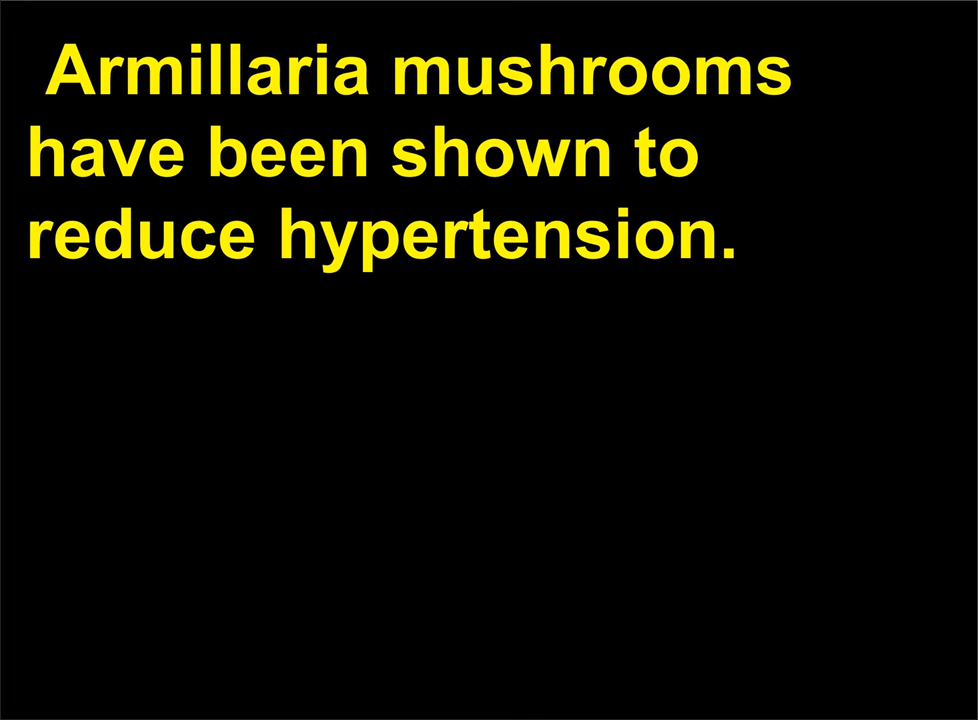 Armillaria mushrooms
have been shown to
reduce hypertension.